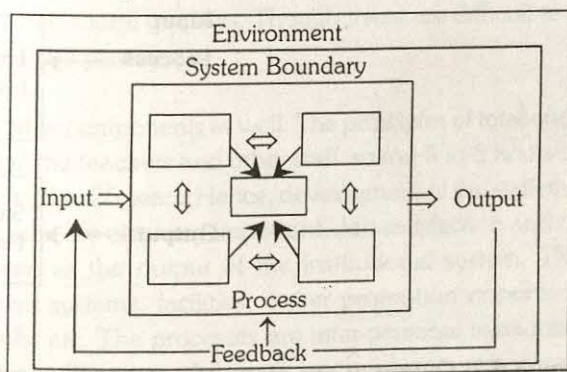 Environment
System Boundary
Input
Output
Process
Feedback